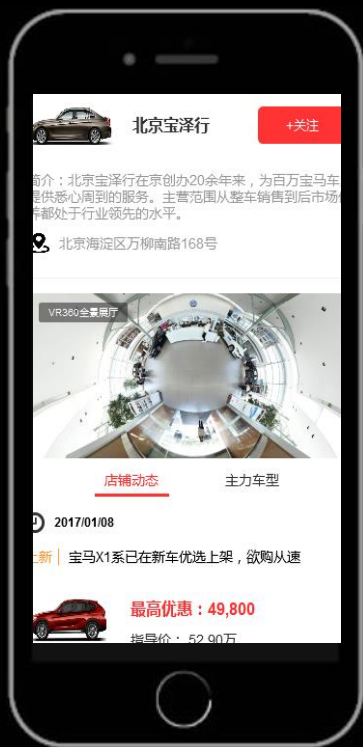 北京宝泽行
+关注
简介：北京宝泽行在京创办20余年来，为百万宝马车
提供悉心周到的服务。主营范围从整车销售到后市场
养都处于行业领先的水平。
北京海淀区万柳南路168号
VR360全景展厅
店铺动态 主力车型
2017/01/08
上新 宝马X1系已在新车优选上架，欲购从速
最高优惠：49,800
指导价： 52.90万